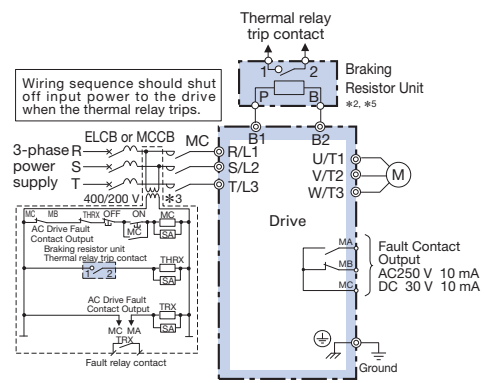 Thermal relay
trip contact
1 2
Braking
Resistor Unit
*2, *5
P B
Wiring sequence should shut
off input power to the drive
when the thermal relay trips.
B1 B2
ELCB or MCCB MC
3-phase
power
supply
R R/L1
S S/L2
T T/L3
400/200 V *3
U/T1
V/T2
W/T3
M
Drive
MC MB THRX OFF ON MC
MC
SA
AC Drive Fault
Contact Output
Braking resistor unit
Thermal relay trip contact
1 2
THRX
SA
AC Drive Fault
Contact Output
TRX
SA
MC MA
TRX
Fault relay contact
MA
MB
MC
Fault Contact
Output
AC250 V 10 mA
DC 30 V 10 mA
Ground